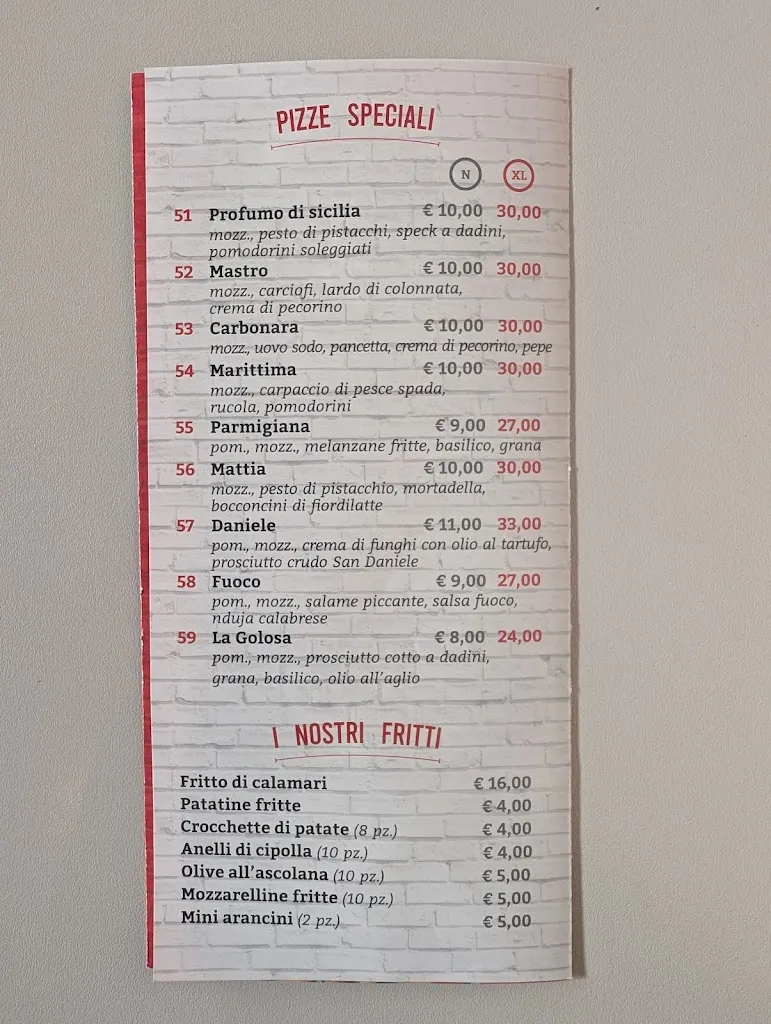 PIZZE SPECIALI
N XL
51 Profumo di sicilia € 10,00 30,00
mozz., pesto di pistacchi, speck a dadini,
pomodorini soleggiati
52 Mastro € 10,00 30,00
mozz., carciofi, lardo di colonnata,
crema di pecorino
53 Carbonara € 10,00 30,00
mozz., uovo sodo, pancetta, crema di pecorino, pepe
54 Marittima € 10,00 30,00
mozz., carpaccio di pesce spada,
rucola, pomodorini
55 Parmigiana € 9,00 27,00
pom., mozz., melanzane fritte, basilico, grana
56 Mattia € 10,00 30,00
mozz., pesto di pistacchio, mortadella,
bocconcini di fiordilatte
57 Daniele € 11,00 33,00
pom., mozz., crema di funghi con olio al tartufo,
prosciutto crudo San Daniele
58 Fuoco € 9,00 27,00
pom., mozz., salame piccante, salsa fuoco,
nduja calabrese
59 La Golosa € 8,00 24,00
pom., mozz., prosciutto cotto a dadini,
grana, basilico, olio all'aglio
I NOSTRI FRITTI
Fritto di calamari € 16,00
Patatine fritte € 4,00
Crocchette di patate (8 pz.) € 4,00
Anelli di cipolla (10 pz.) € 4,00
Olive all'ascolana (10 pz.) € 5,00
Mozzarelline fritte (10 pz.) € 5,00
Mini arancini (2 pz.) € 5,00